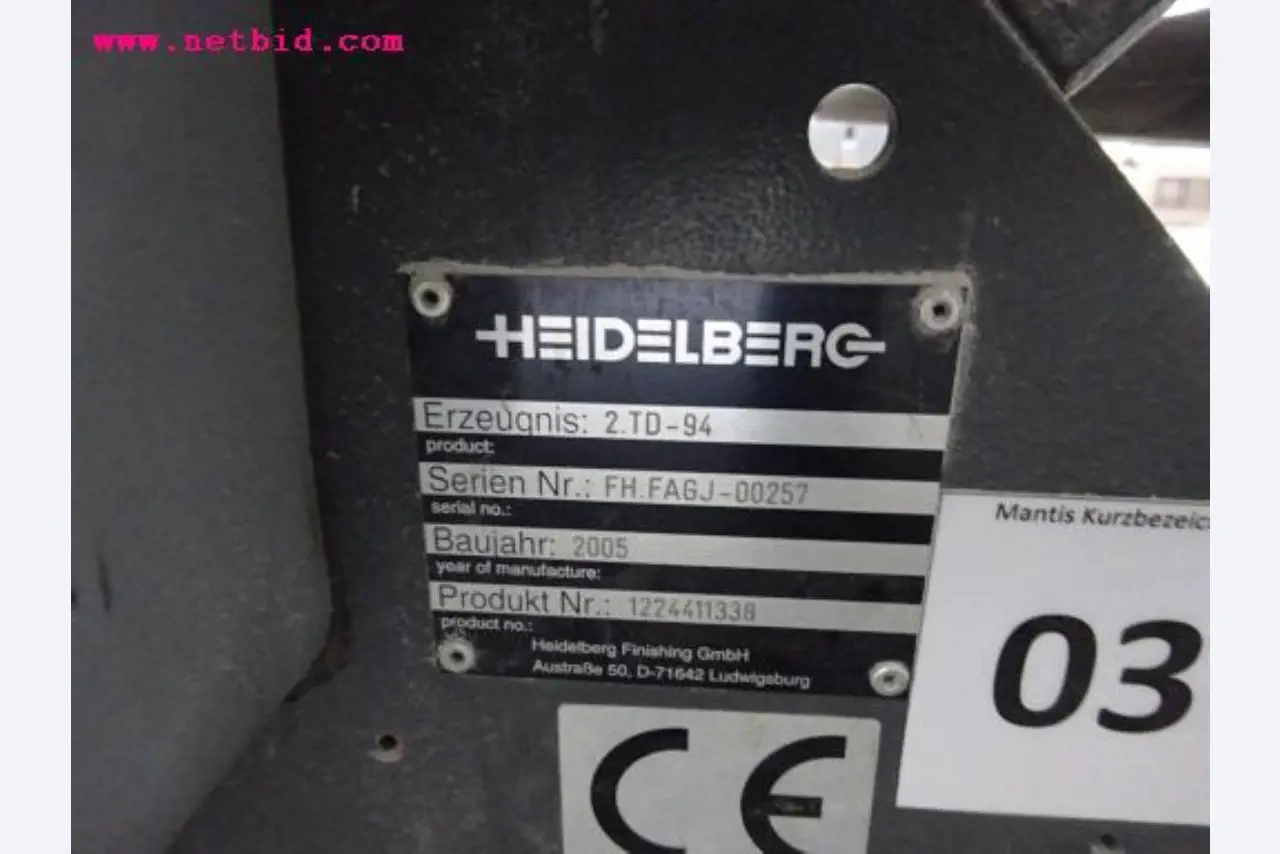 www.netbid.com
HEIDELBERG
Erzeugnis: 2.TD-94
product:
Serien Nr.: FH.FAGJ-00257
serial no.:
Baujahr: 2005
year of manufacture:
Produkt Nr.: 1224411338
product no.:
Heidelberg Finishing GmbH
Austraße 50, D-71642 Ludwigsburg
Mantis
03
CE